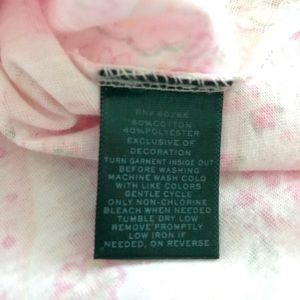 60% COTTON
40% POLYESTER
EXCLUSIVE OF
DECORATION
TURN GARMENT INSIDE OUT
BEFORE WASHING
MACHINE WASH COLD
WITH LIKE COLORS
GENTLE CYCLE
ONLY NON-CHLORINE
BLEACH WHEN NEEDED
TUMBLE DRY LOW
REMOVE PROMPTLY
LOW IRON IF
NEEDED, ON REVERSE